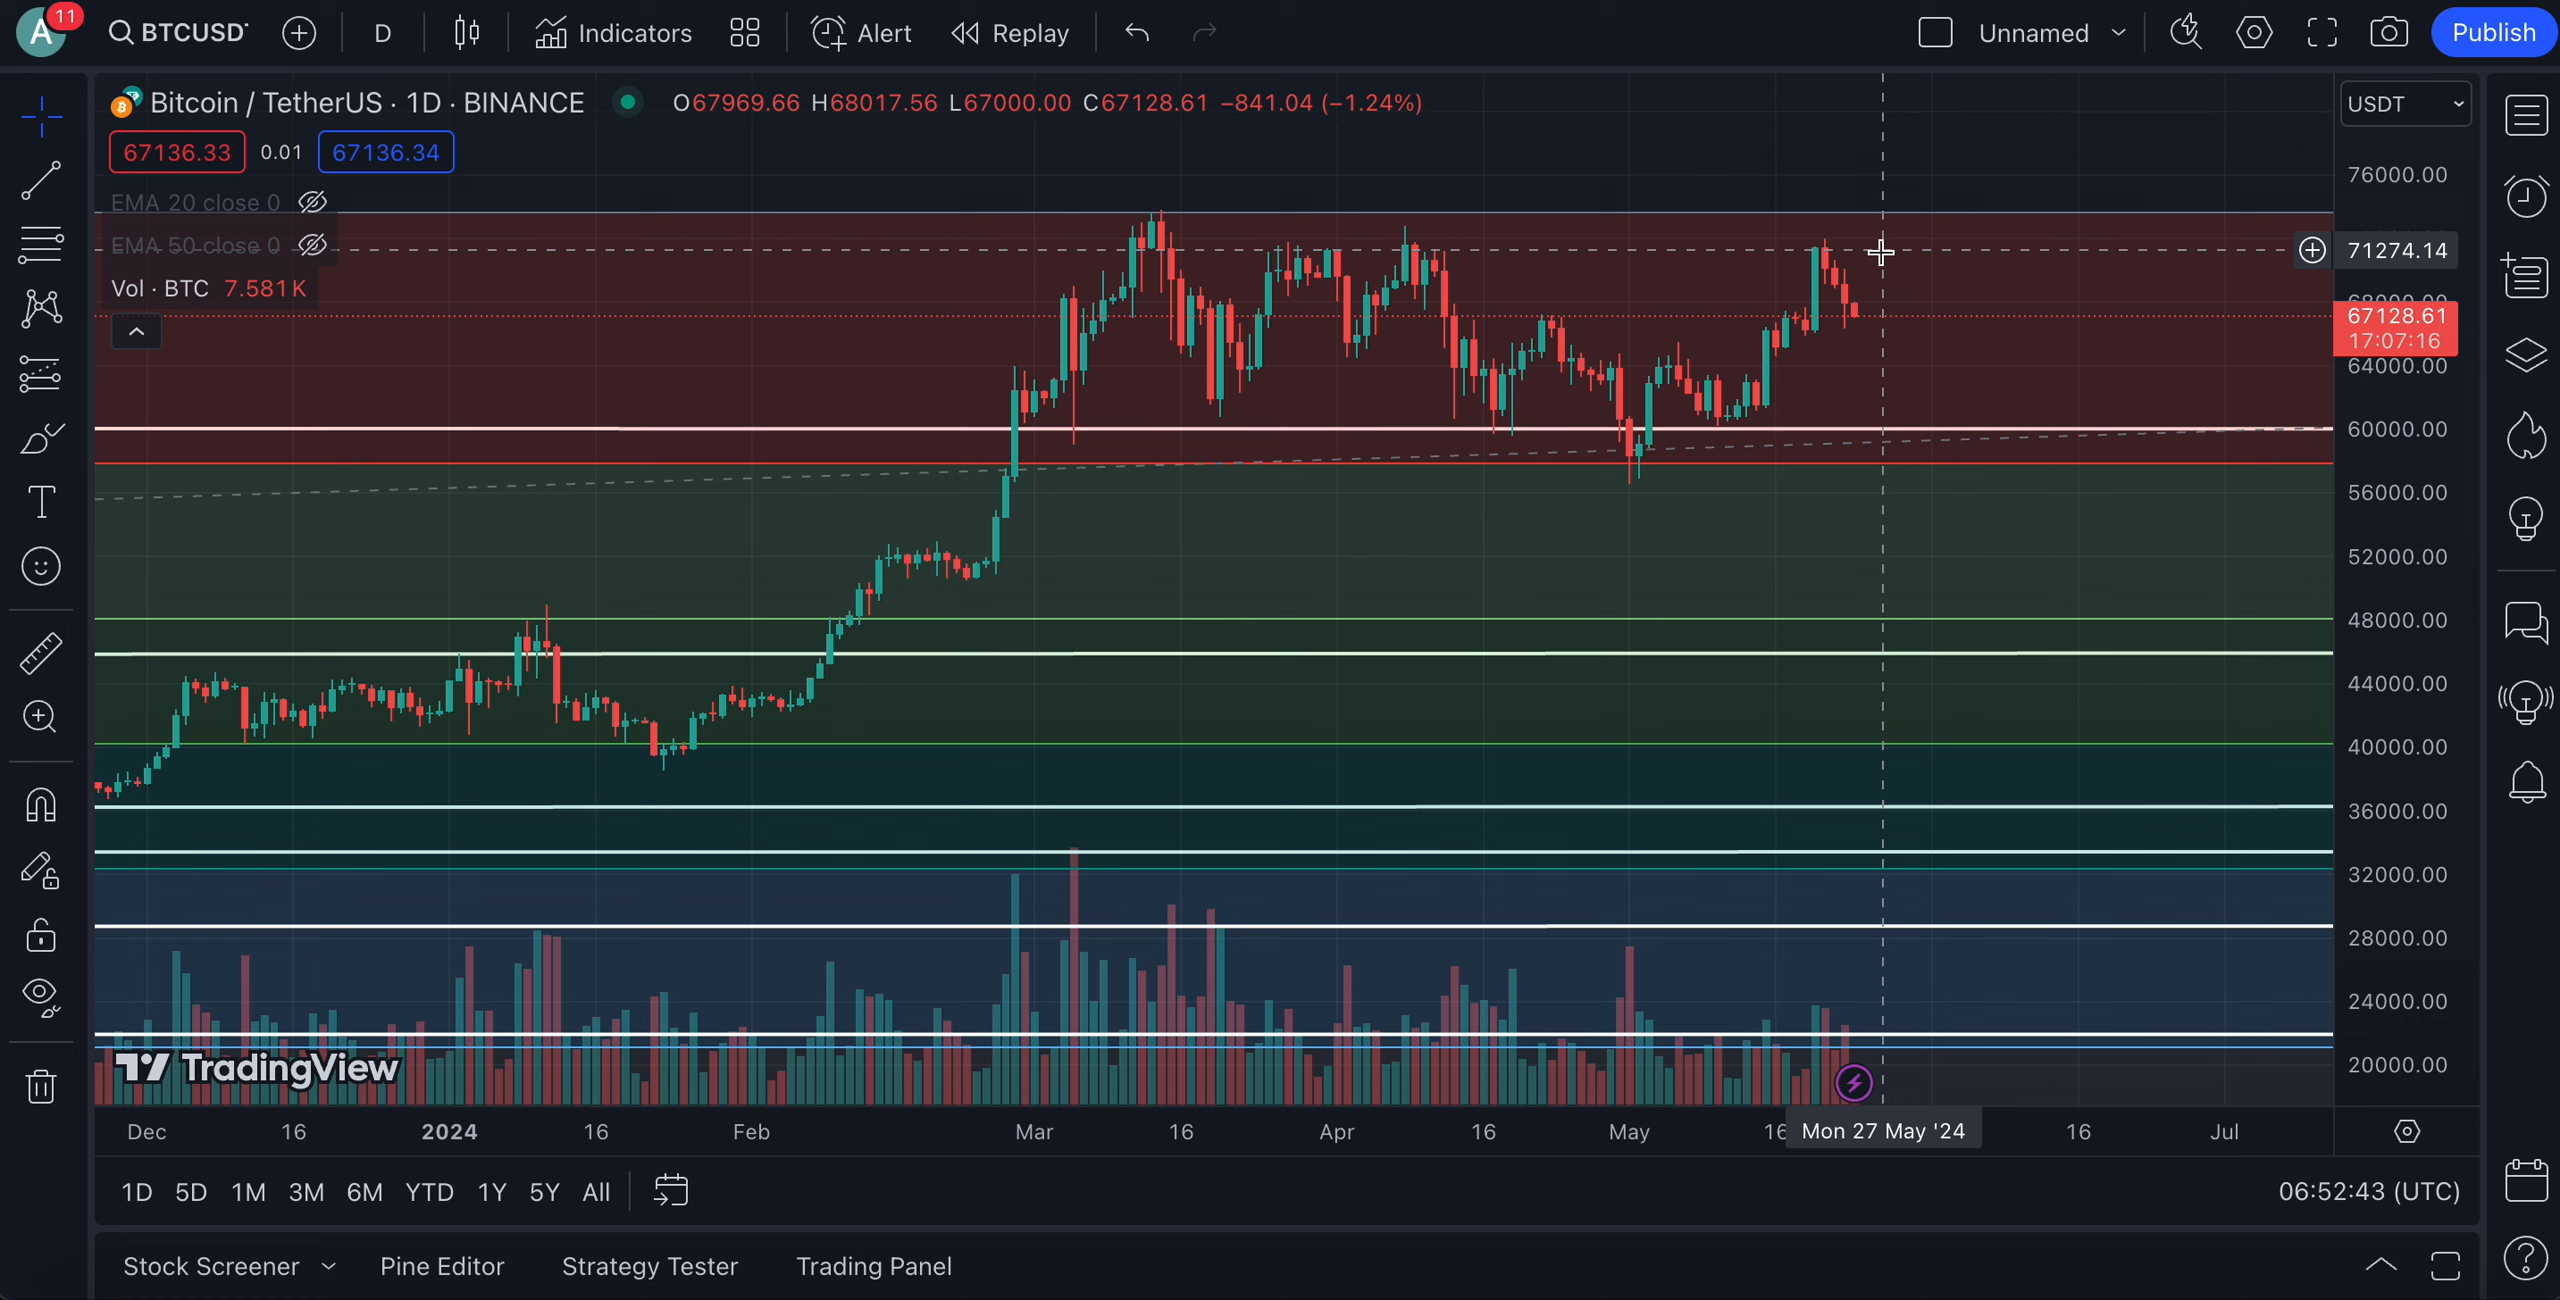 A 11 BTCUSDT D Indicators Alert Replay Unnamed Publish
Bitcoin / TetherUS · 1D · BINANCE O67969.66 H68017.56 L67000.00 C67128.61 −841.04 (−1.24%)
USDT
67136.33 0.01 67136.34
EMA 20 close 0
EMA 50 close 0
Vol · BTC 7.581K
76000.00
71274.14
68000.00
67128.61
17:07:16
64000.00
60000.00
56000.00
52000.00
48000.00
44000.00
40000.00
36000.00
32000.00
28000.00
24000.00
20000.00
TradingView
Dec 16 2024 16 Feb Mar 16 Apr 16 May 16 Mon 27 May '24 16 Jul
1D 5D 1M 3M 6M YTD 1Y 5Y All 06:52:43 (UTC)
Stock Screener Pine Editor Strategy Tester Trading Panel